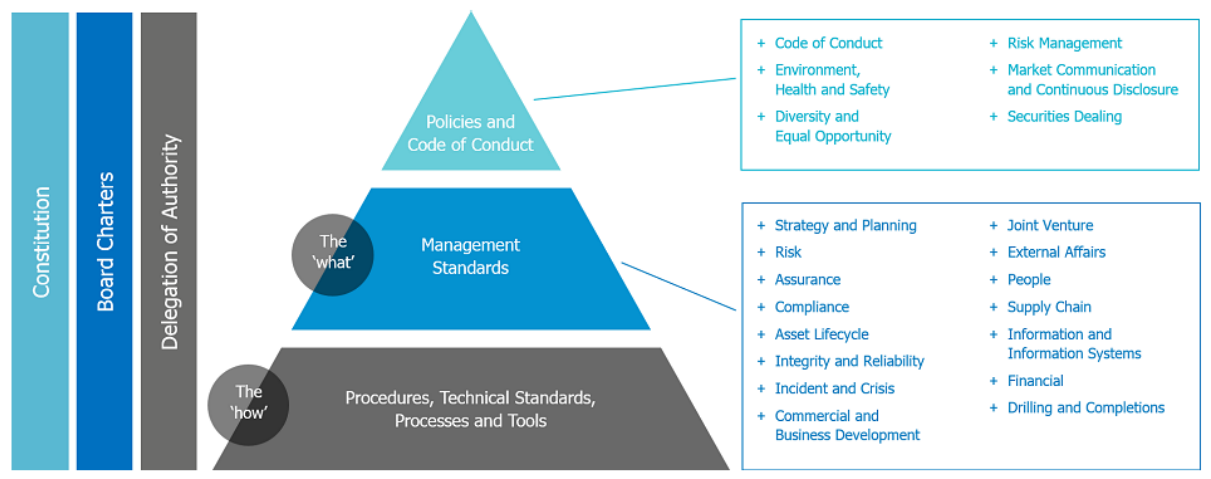 Constitution
Board Charters
Delegation of Authority
Policies and
Code of Conduct
The
‘what’
Management
Standards
The
‘how’
Procedures, Technical Standards,
Processes and Tools
+ Code of Conduct
+ Environment,
Health and Safety
+ Diversity and
Equal Opportunity
+ Risk Management
+ Market Communication
and Continuous Disclosure
+ Securities Dealing
+ Strategy and Planning
+ Risk
+ Assurance
+ Compliance
+ Asset Lifecycle
+ Integrity and Reliability
+ Incident and Crisis
+ Commercial and
Business Development
+ Joint Venture
+ External Affairs
+ People
+ Supply Chain
+ Information and
Information Systems
+ Financial
+ Drilling and Completions